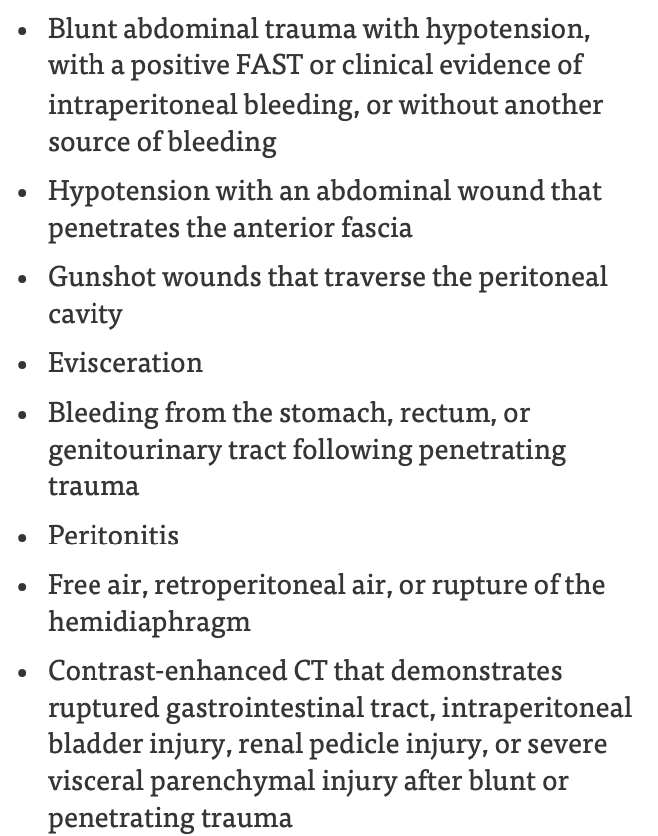 • Blunt abdominal trauma with hypotension,
with a positive FAST or clinical evidence of
intraperitoneal bleeding, or without another
source of bleeding
• Hypotension with an abdominal wound that
penetrates the anterior fascia
• Gunshot wounds that traverse the peritoneal
cavity
• Evisceration
• Bleeding from the stomach, rectum, or
genitourinary tract following penetrating
trauma
• Peritonitis
• Free air, retroperitoneal air, or rupture of the
hemidiaphragm
• Contrast-enhanced CT that demonstrates
ruptured gastrointestinal tract, intraperitoneal
bladder injury, renal pedicle injury, or severe
visceral parenchymal injury after blunt or
penetrating trauma